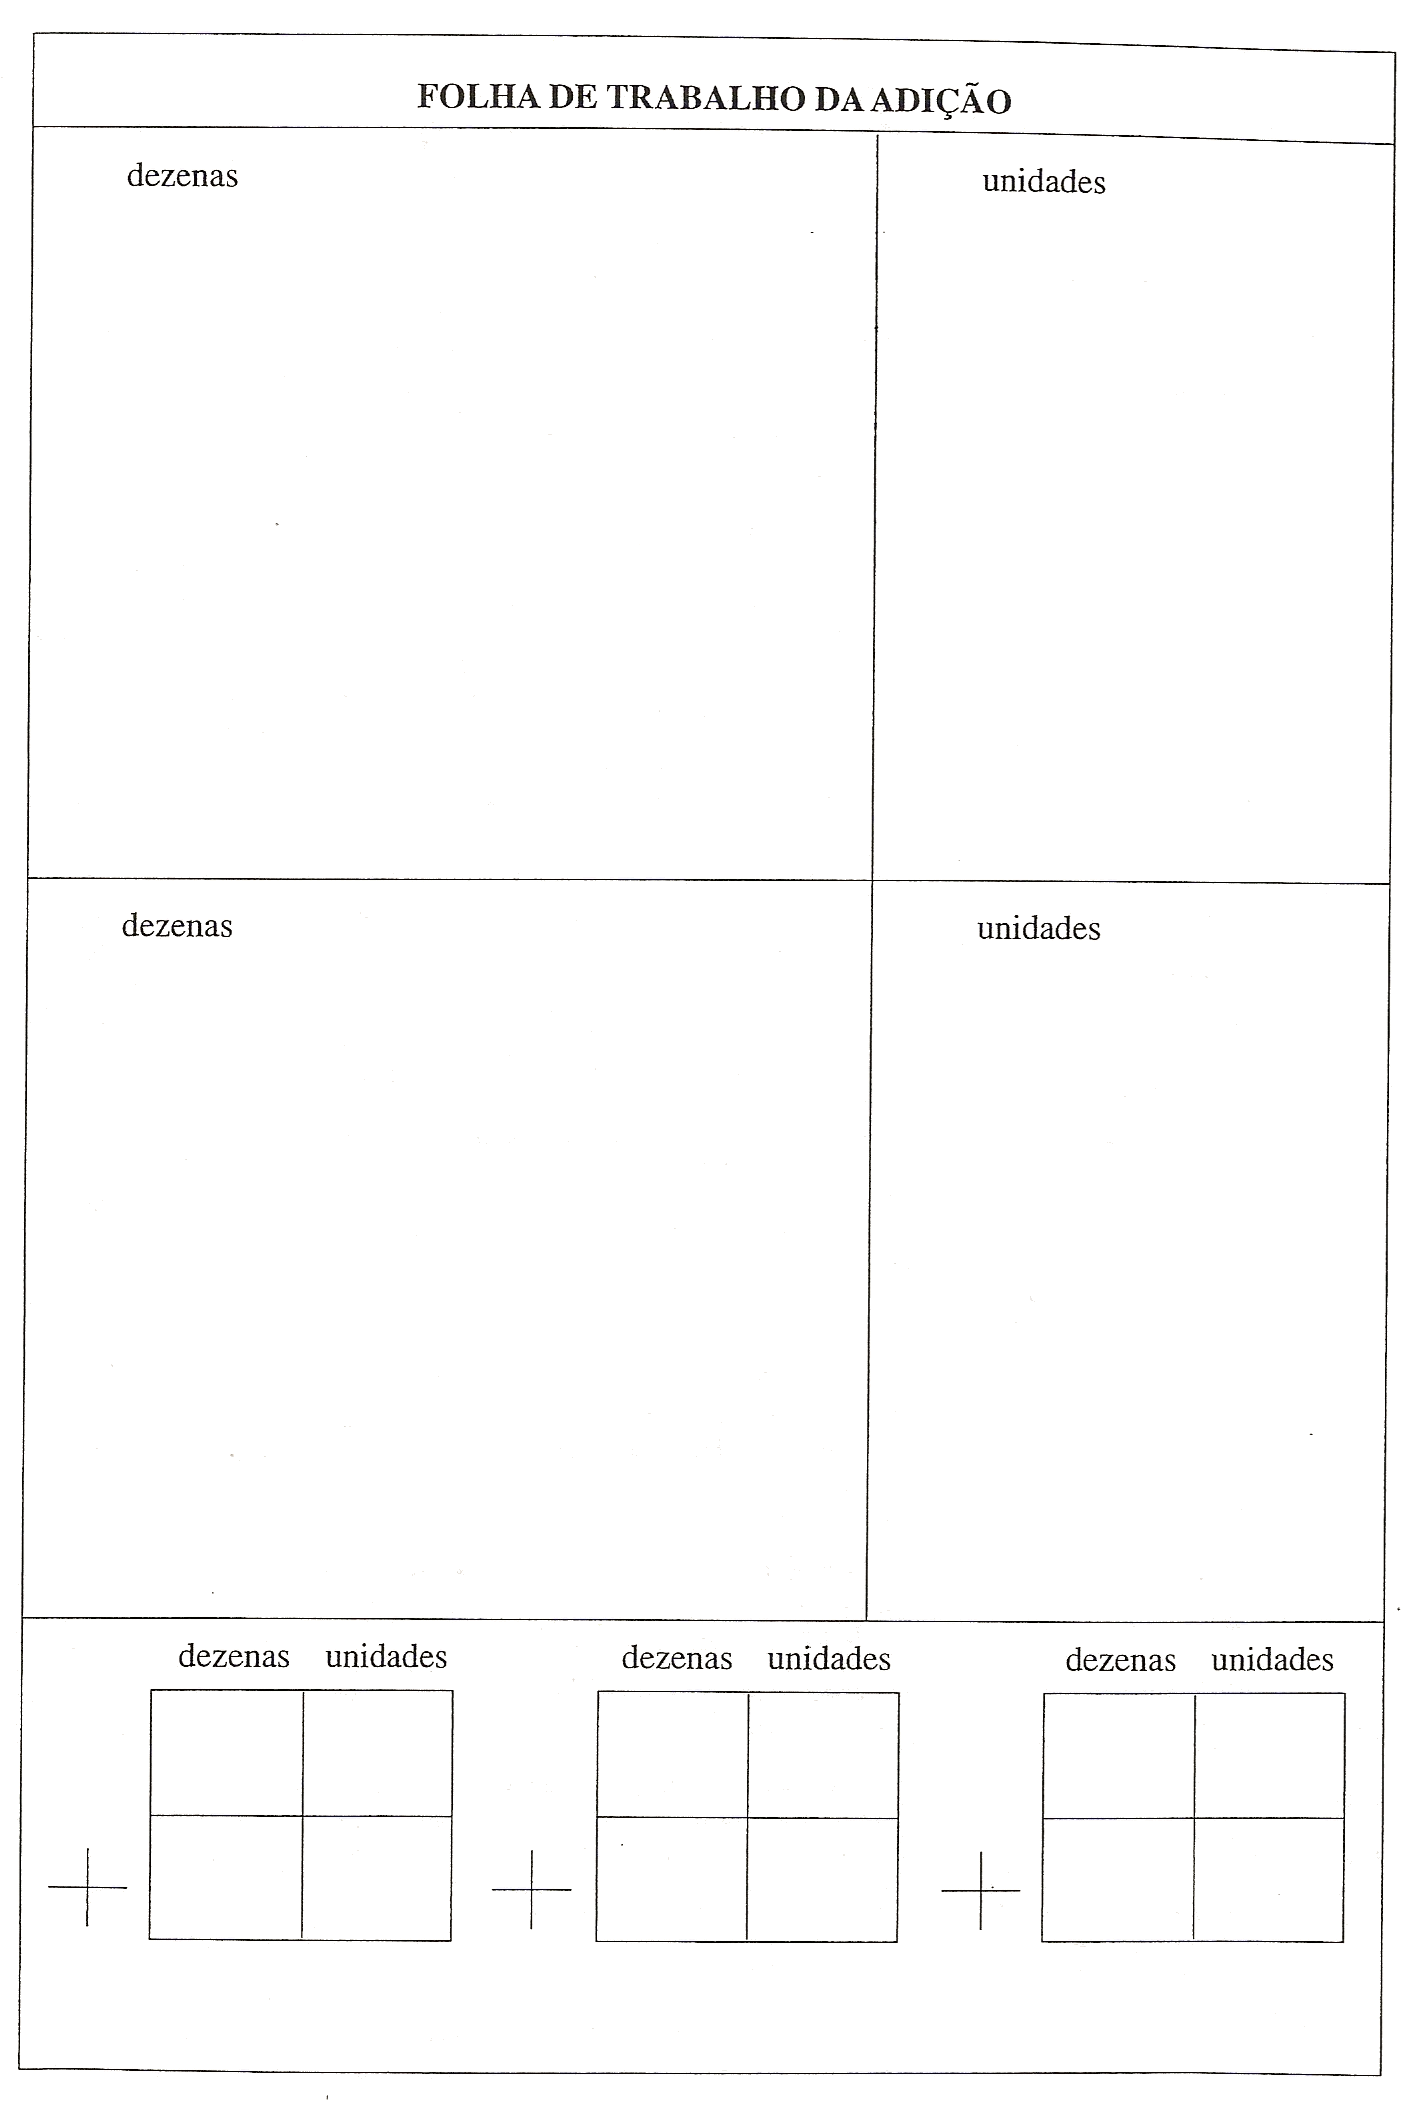 FOLHA DE TRABALHO DA ADIÇÃO
dezenas unidades
dezenas unidades
dezenas unidades dezenas unidades dezenas unidades
+ + +